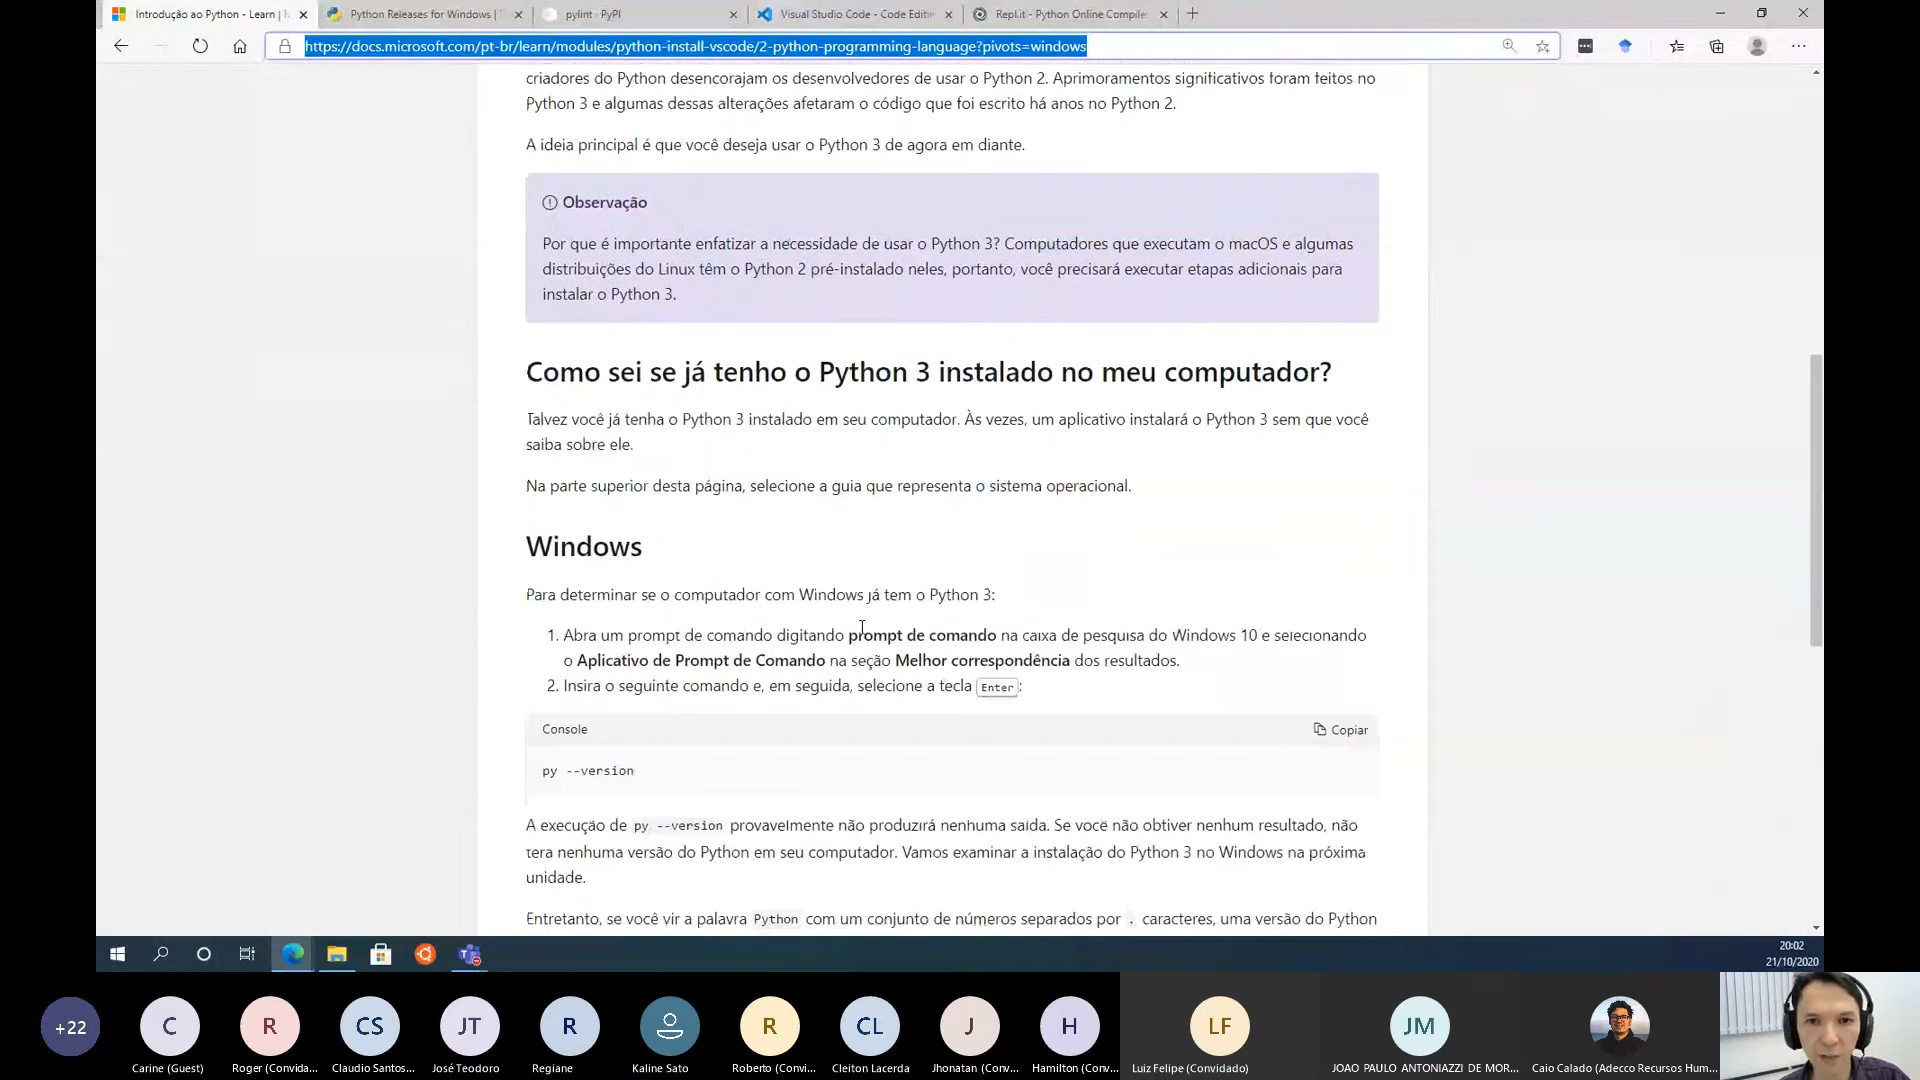 Introdução ao Python - Learn |
Python Releases for Windows |
pylint · PyPI
Visual Studio Code - Code Editin
Repl.it - Python Online Compile
https://docs.microsoft.com/pt-br/learn/modules/python-install-vscode/2-python-programming-language?pivots=windows
criadores do Python desencorajam os desenvolvedores de usar o Python 2. Aprimoramentos significativos foram feitos no
Python 3 e algumas dessas alterações afetaram o código que foi escrito há anos no Python 2.
A ideia principal é que você deseja usar o Python 3 de agora em diante.
Observação
Por que é importante enfatizar a necessidade de usar o Python 3? Computadores que executam o macOS e algumas
distribuições do Linux têm o Python 2 pré-instalado neles, portanto, você precisará executar etapas adicionais para
instalar o Python 3.
Como sei se já tenho o Python 3 instalado no meu computador?
Talvez você já tenha o Python 3 instalado em seu computador. Às vezes, um aplicativo instalará o Python 3 sem que você
saiba sobre ele.
Na parte superior desta página, selecione a guia que representa o sistema operacional.
Windows
Para determinar se o computador com Windows já tem o Python 3:
1. Abra um prompt de comando digitando prompt de comando na caixa de pesquisa do Windows 10 e selecionando
o Aplicativo de Prompt de Comando na seção Melhor correspondência dos resultados.
2. Insira o seguinte comando e, em seguida, selecione a tecla Enter:
Console
Copiar
py --version
A execução de py --version provavelmente não produzirá nenhuma saída. Se você não obtiver nenhum resultado, não
terá nenhuma versão do Python em seu computador. Vamos examinar a instalação do Python 3 no Windows na próxima
unidade.
Entretanto, se você vir a palavra Python com um conjunto de números separados por . caracteres, uma versão do Python
20:02
21/10/2020
+22
C
R
CS
JT
R
R
CL
J
H
LF
JM
Carine (Guest)
Roger (Convida...
Claudio Santos...
José Teodoro
Regiane
Kaline Sato
Roberto (Convi...
Cleiton Lacerda
Jhonatan (Conv...
Hamilton (Conv...
Luiz Felipe (Convidado)
JOAO PAULO ANTONIAZZI DE MOR...
Caio Calado (Adecco Recursos Hum...